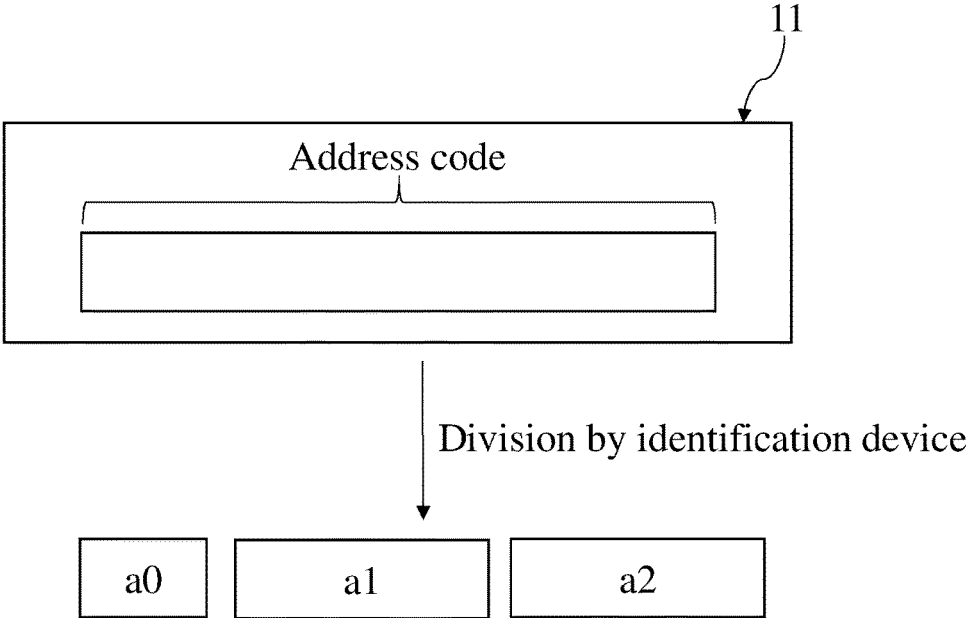 11
Address code
Division by identification device
a0
a1
a2